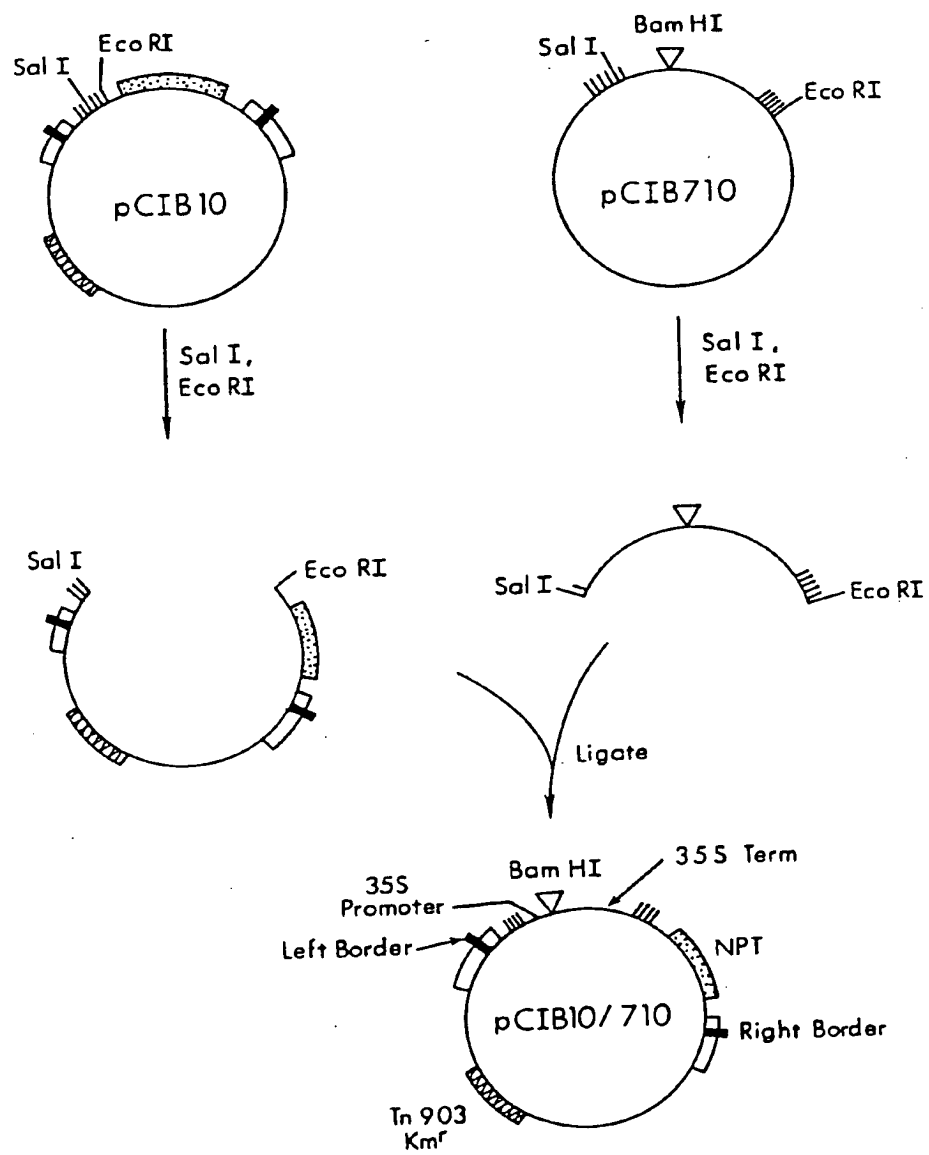 Eco RI
Sal I
pCIB10
Bam HI
Sal I
Eco RI
pCIB710
Sal I,
Eco RI
Sal I,
Eco RI
Sal I
Eco RI
Sal I
Eco RI
Ligate
35S Term
Bam HI
35S
Promoter
Left Border
NPT
pCIB10/710
Right Border
Tn 903
Kmr